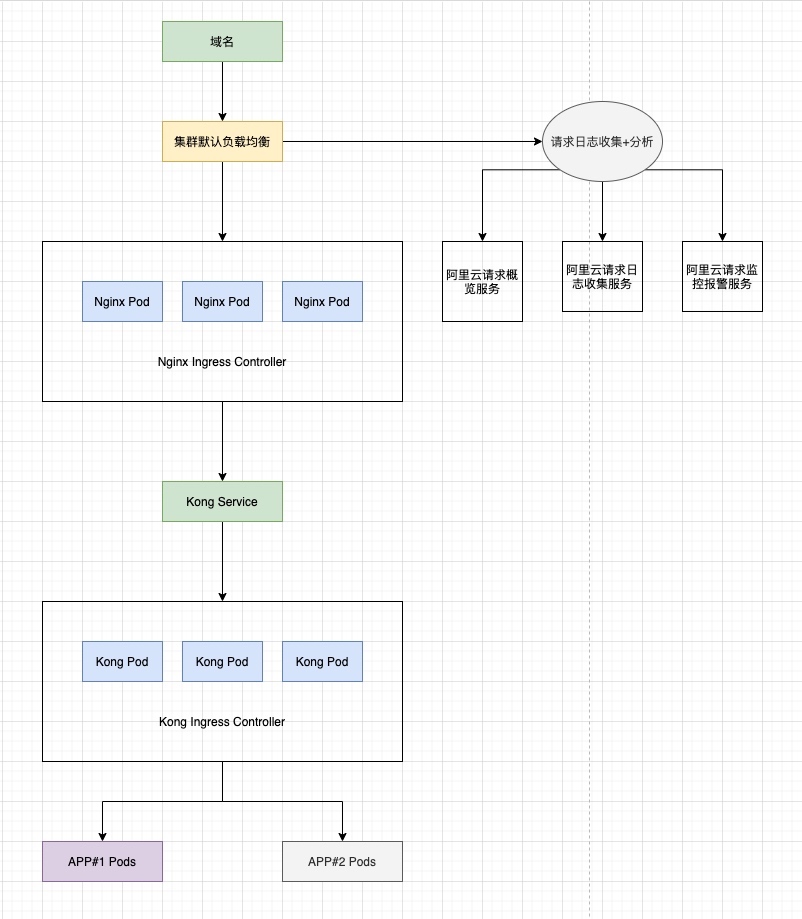 域名
集群默认负载均衡
请求日志收集+分析
阿里云请求概
览服务
阿里云请求日
志收集服务
阿里云请求监
控报警服务
Nginx Pod
Nginx Pod
Nginx Pod
Nginx Ingress Controller
Kong Service
Kong Pod
Kong Pod
Kong Pod
Kong Ingress Controller
APP#1 Pods
APP#2 Pods